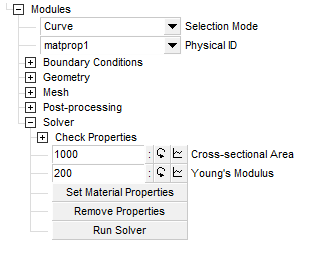 Modules
Curve Selection Mode
matprop1 Physical ID
Boundary Conditions
Geometry
Mesh
Post-processing
Solver
Check Properties
1000 : Cross-sectional Area
200 : Young's Modulus
Set Material Properties
Remove Properties
Run Solver